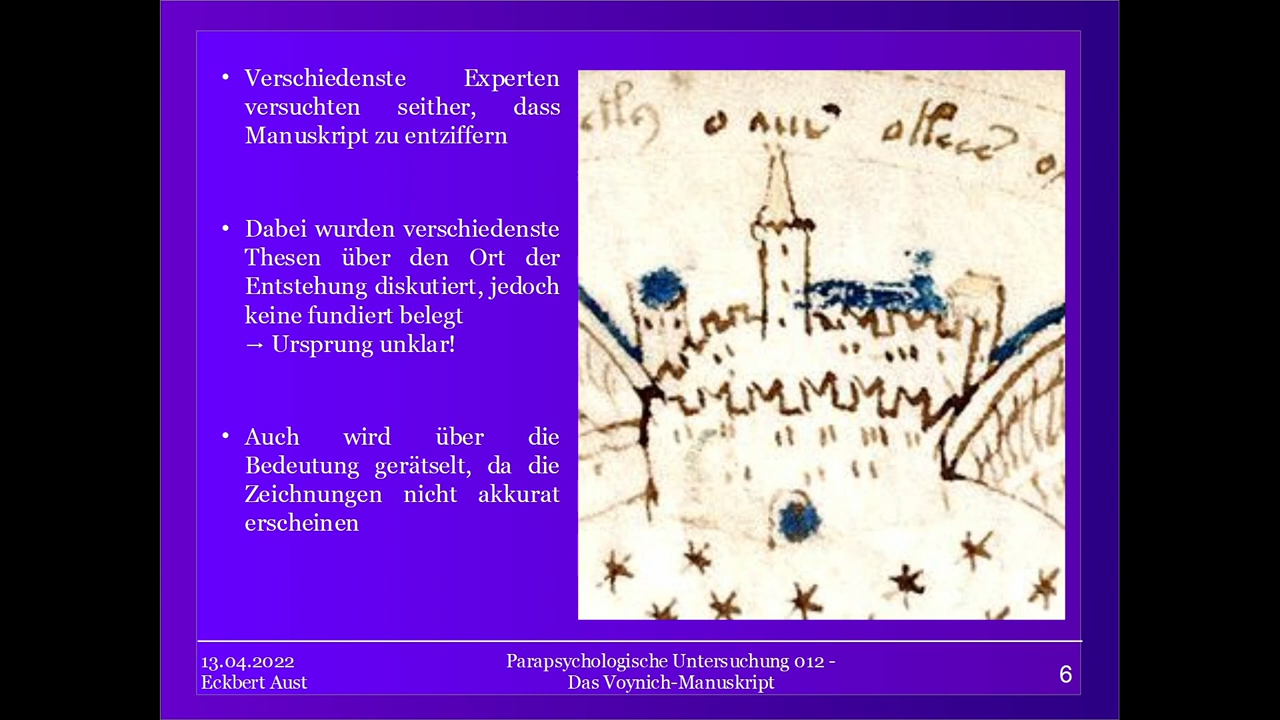 • Verschiedenste Experten
versuchten seither, dass
Manuskript zu entziffern
• Dabei wurden verschiedenste
Thesen über den Ort der
Entstehung diskutiert, jedoch
keine fundiert belegt
→ Ursprung unklar!
• Auch wird über die
Bedeutung gerätselt, da die
Zeichnungen nicht akkurat
erscheinen
13.04.2022
Eckbert Aust
Parapsychologische Untersuchung 012 -
Das Voynich-Manuskript
6